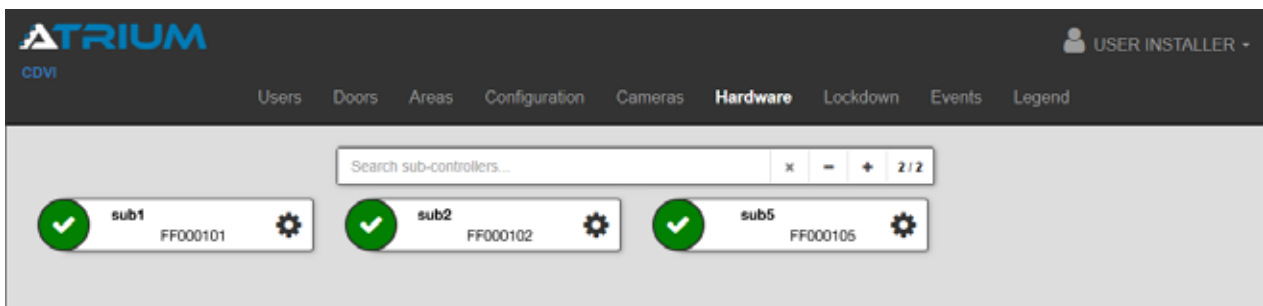 ATRIUM
CDVI
USER INSTALLER
Users Doors Areas Configuration Cameras Hardware Lockdown Events Legend
Search sub-controllers... × - + 2/2
sub1
FF000101
sub2
FF000102
sub5
FF000105